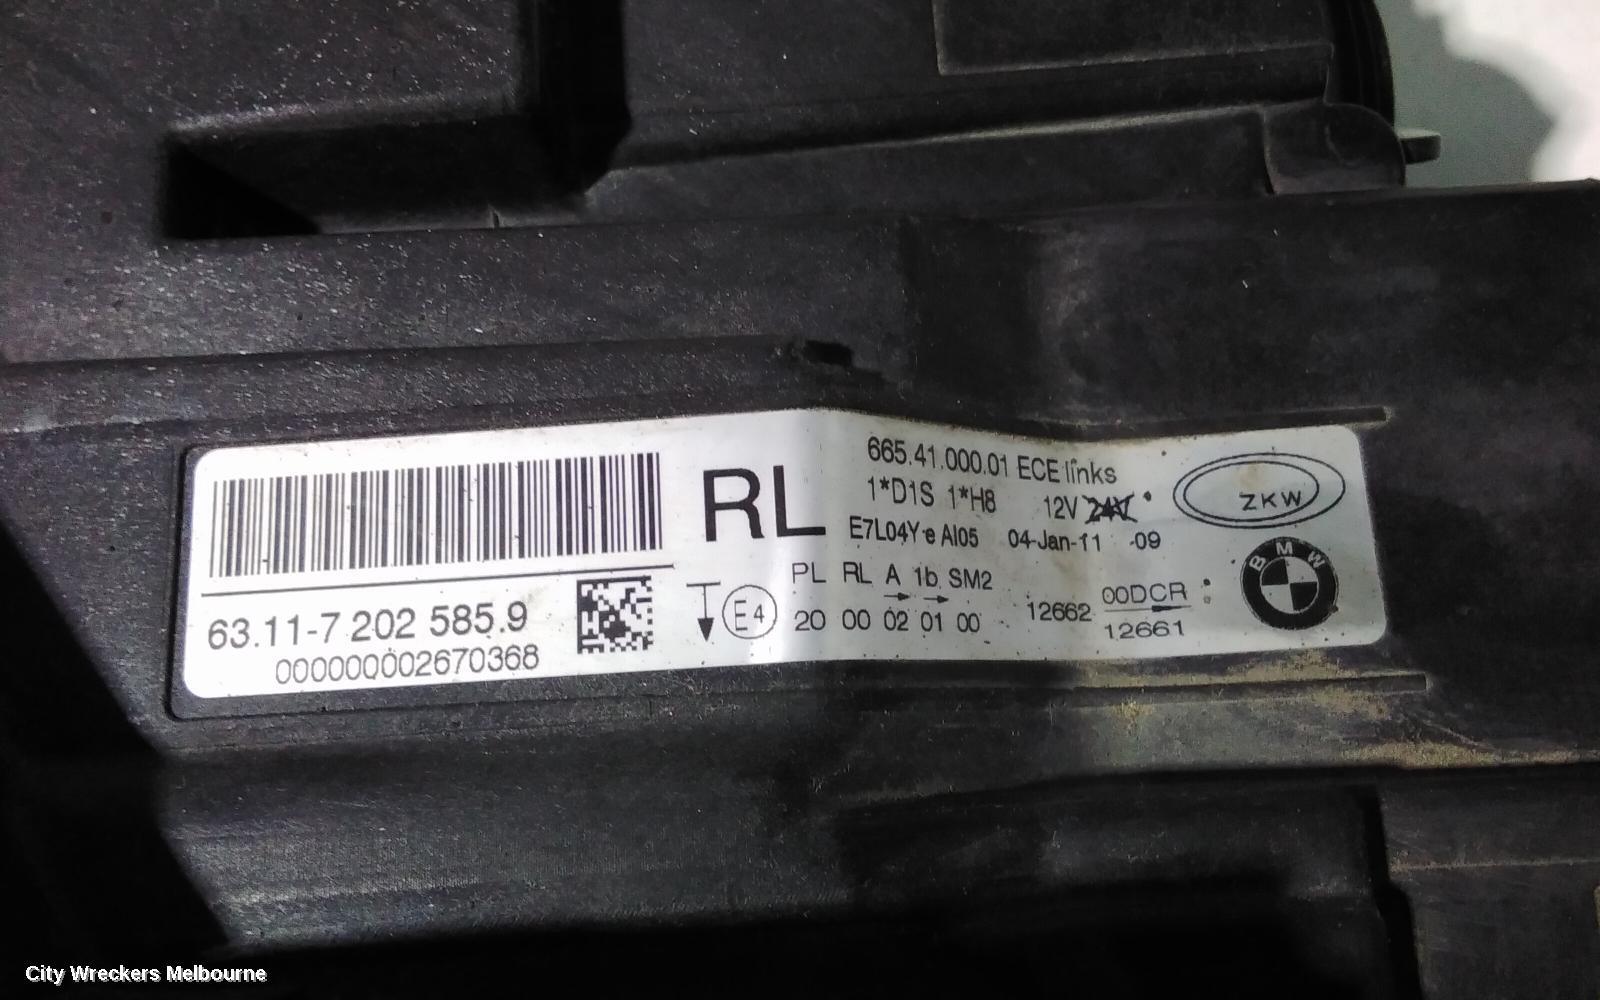 665.41.000.01 ECE links
1*D1S 1*H8 12V 24V
RL
E7L04Y e AI05 04-Jan-11 -09
ZKW
PL RL A 1b SM2
E4
20 00 02 01 00
12662
00DCR
12661
BMW
63.11-7 202 585.9
000000002670368
City Wreckers Melbourne